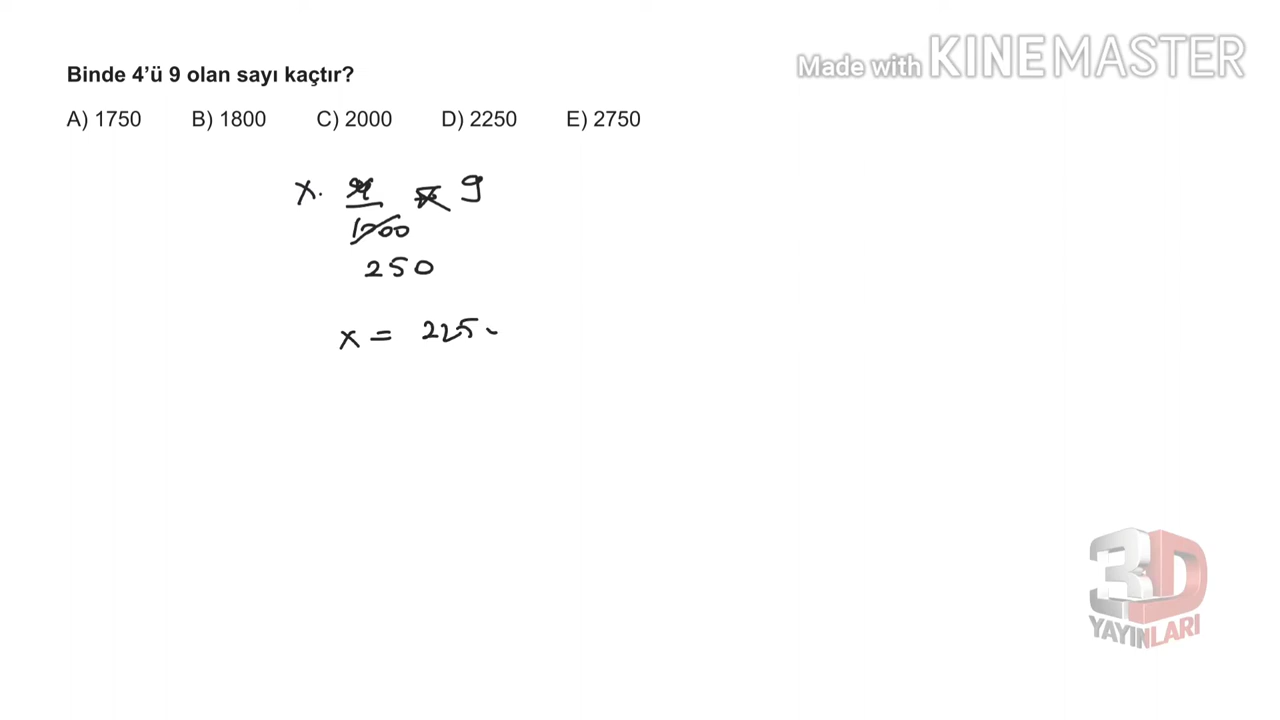 Made with KINEMASTER
Binde 4'ü 9 olan sayı kaçtır?
A) 1750 B) 1800 C) 2000 D) 2250 E) 2750
x. 4 9
1000
250
x = 225
3D
YAYINLARI